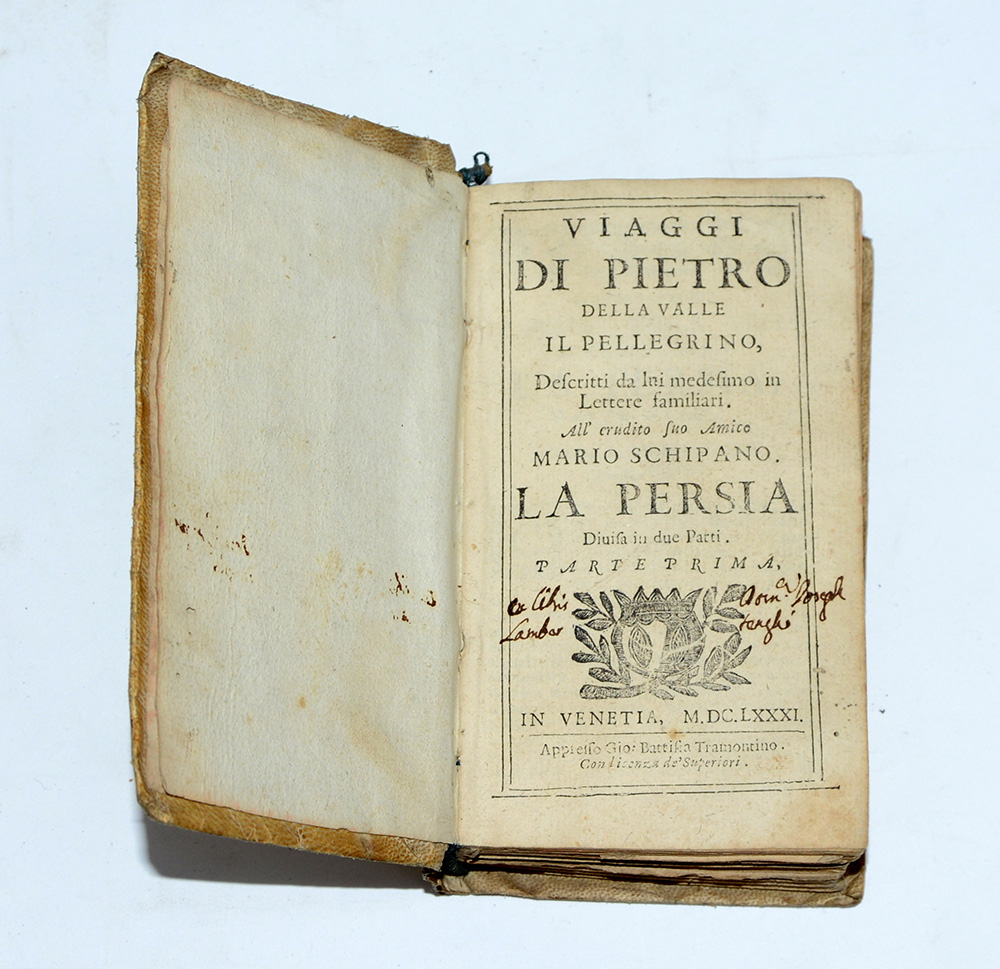 VIAGGI
DI PIETRO
DELLA VALLE
IL PELLEGRINO,
Deſcritti da lui medeſimo in
Lettere familiari.
All' erudito ſuo Amico
MARIO SCHIPANO.
LA PERSIA
Diuiſa in due Parti.
PARTE PRIMA,
ex libris
IN VENETIA, M.DC.LXXXI.
Appreſſo Gio: Battiſta Tramontino.
Con licenza de' Superiori.